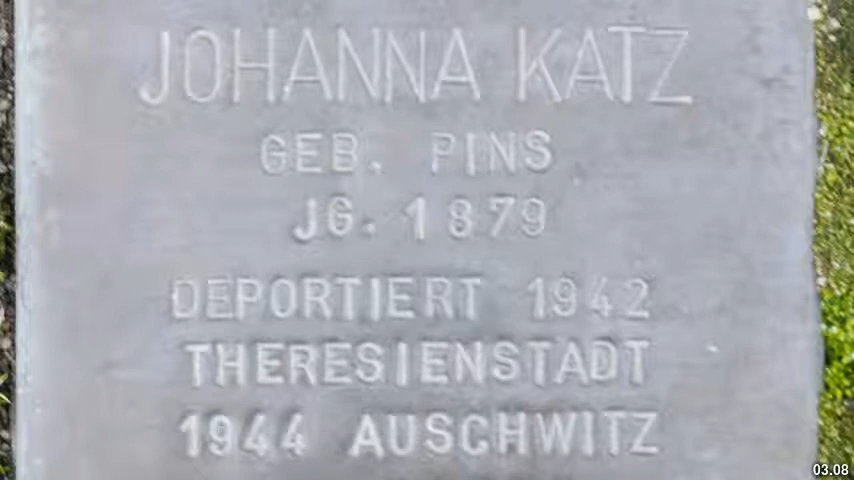 JOHANNA KATZ
GEB. PINS
JG. 1879
DEPORTIERT 1942
THERESIENSTADT
1944 AUSCHWITZ
03.08